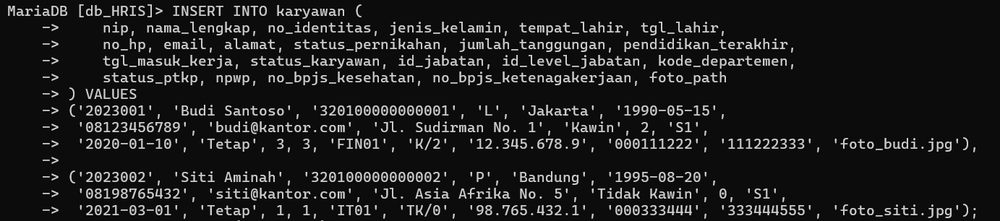 MariaDB [db_HRIS]> INSERT INTO karyawan (
    ->     nip, nama_lengkap, no_identitas, jenis_kelamin, tempat_lahir, tgl_lahir,
    ->     no_hp, email, alamat, status_pernikahan, jumlah_tanggungan, pendidikan_terakhir,
    ->     tgl_masuk_kerja, status_karyawan, id_jabatan, id_level_jabatan, kode_departemen,
    ->     status_ptkp, npwp, no_bpjs_kesehatan, no_bpjs_ketenagakerjaan, foto_path
    -> ) VALUES
    -> ('2023001', 'Budi Santoso', '320100000000001', 'L', 'Jakarta', '1990-05-15',
    ->  '08123456789', 'budi@kantor.com', 'Jl. Sudirman No. 1', 'Kawin', 2, 'S1',
    ->  '2020-01-10', 'Tetap', 3, 3, 'FIN01', 'K/2', '12.345.678.9', '000111222', '111222333', 'foto_budi.jpg'),
    ->
    -> ('2023002', 'Siti Aminah', '320100000000002', 'P', 'Bandung', '1995-08-20',
    ->  '08198765432', 'siti@kantor.com', 'Jl. Asia Afrika No. 5', 'Tidak Kawin', 0, 'S1',
    ->  '2021-03-01', 'Tetap', 1, 1, 'IT01', 'TK/0', '98.765.432.1', '000333444', '333444555', 'foto_siti.jpg');